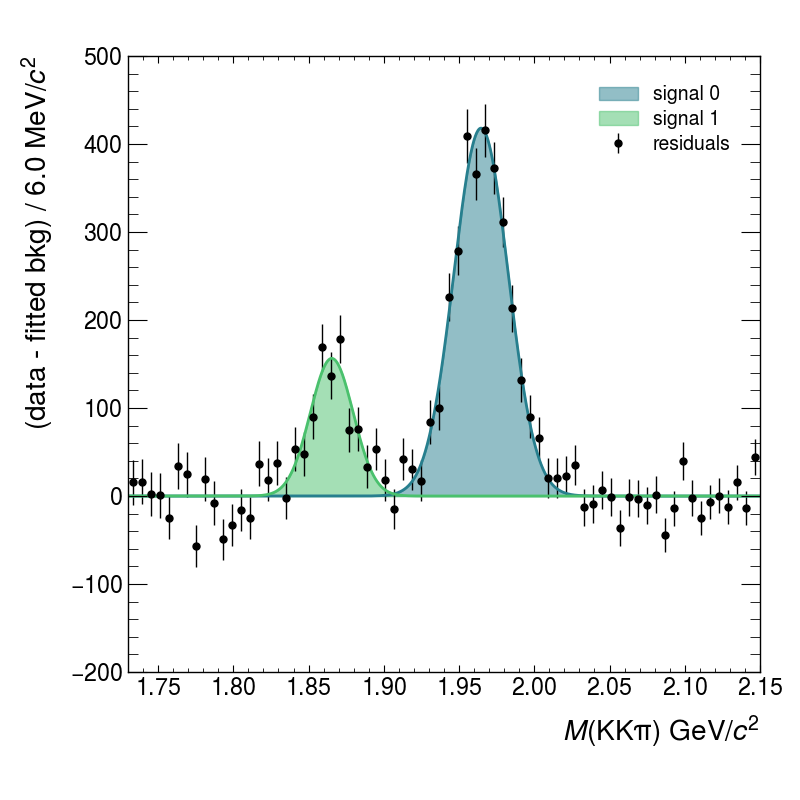 (data - fitted bkg) / 6.0 MeV/c²
500
400
300
200
100
0
−100
−200
signal 0
signal 1
residuals
1.75 1.80 1.85 1.90 1.95 2.00 2.05 2.10 2.15
M(KKπ) GeV/c²